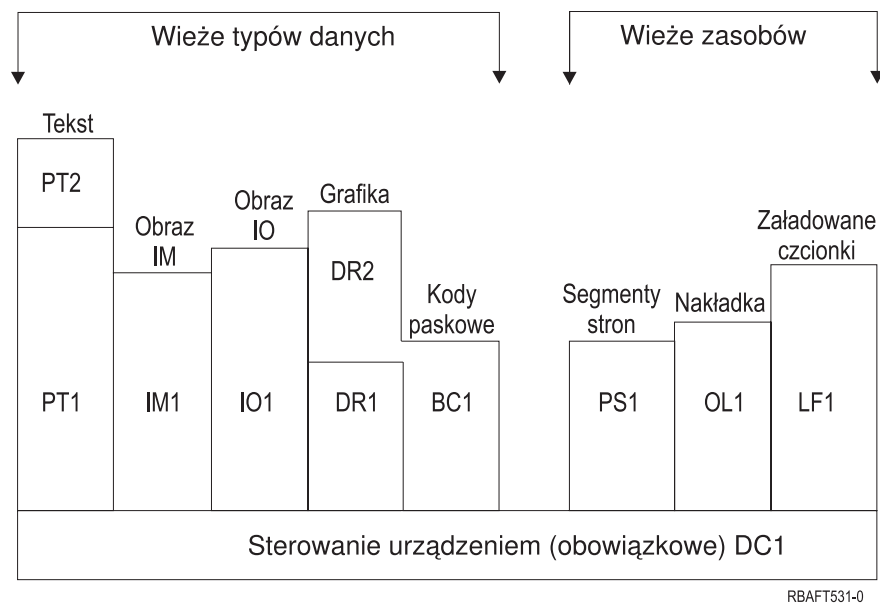 Wieże typów danych
Wieże zasobów
Tekst
PT2
PT1
Obraz
IM
IM1
Obraz
IO
IO1
Grafika
DR2
DR1
Kody
paskowe
BC1
Segmenty
stron
PS1
Nakładka
OL1
Załadowane
czcionki
LF1
Sterowanie urządzeniem (obowiązkowe) DC1
RBAFT531-0